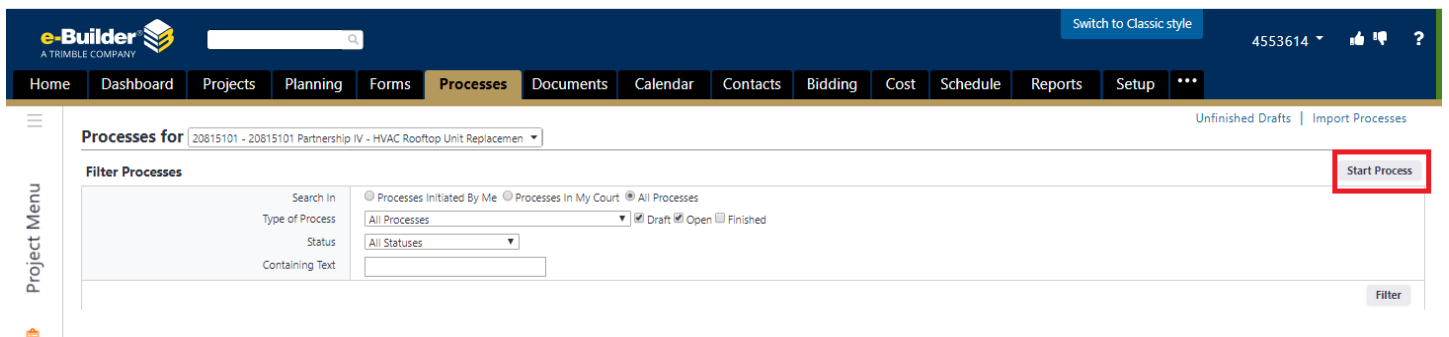 Switch to Classic style
e-Builder
A TRIMBLE COMPANY
4553614
?
Home Dashboard Projects Planning Forms Processes Documents Calendar Contacts Bidding Cost Schedule Reports Setup •••
Unfinished Drafts | Import Processes
Processes for 20815101 - 20815101 Partnership IV - HVAC Rooftop Unit Replacemen
Filter Processes
Start Process
Search In Processes Initiated By Me Processes In My Court All Processes
Type of Process All Processes Draft Open Finished
Status All Statuses
Containing Text
Filter
Project Menu